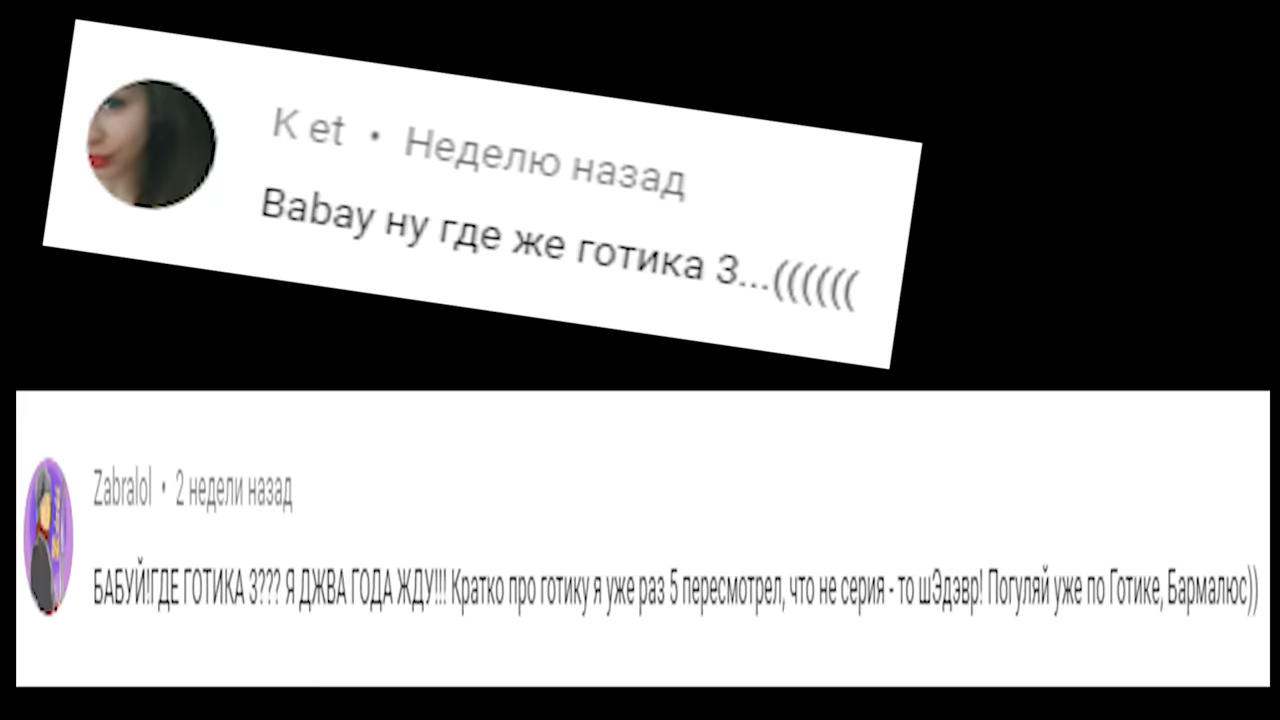 K et • Неделю назад
Babay ну где же готика 3...((((((
Zabralol • 2 недели назад
БАБУЙ!ГДЕ ГОТИКА 3??? Я ДЖВА ГОДА ЖДУ!!! Кратко про готику я уже раз 5 пересмотрел, что не серия - то шЭдэвр! Погуляй уже по Готике, Бармалюс))